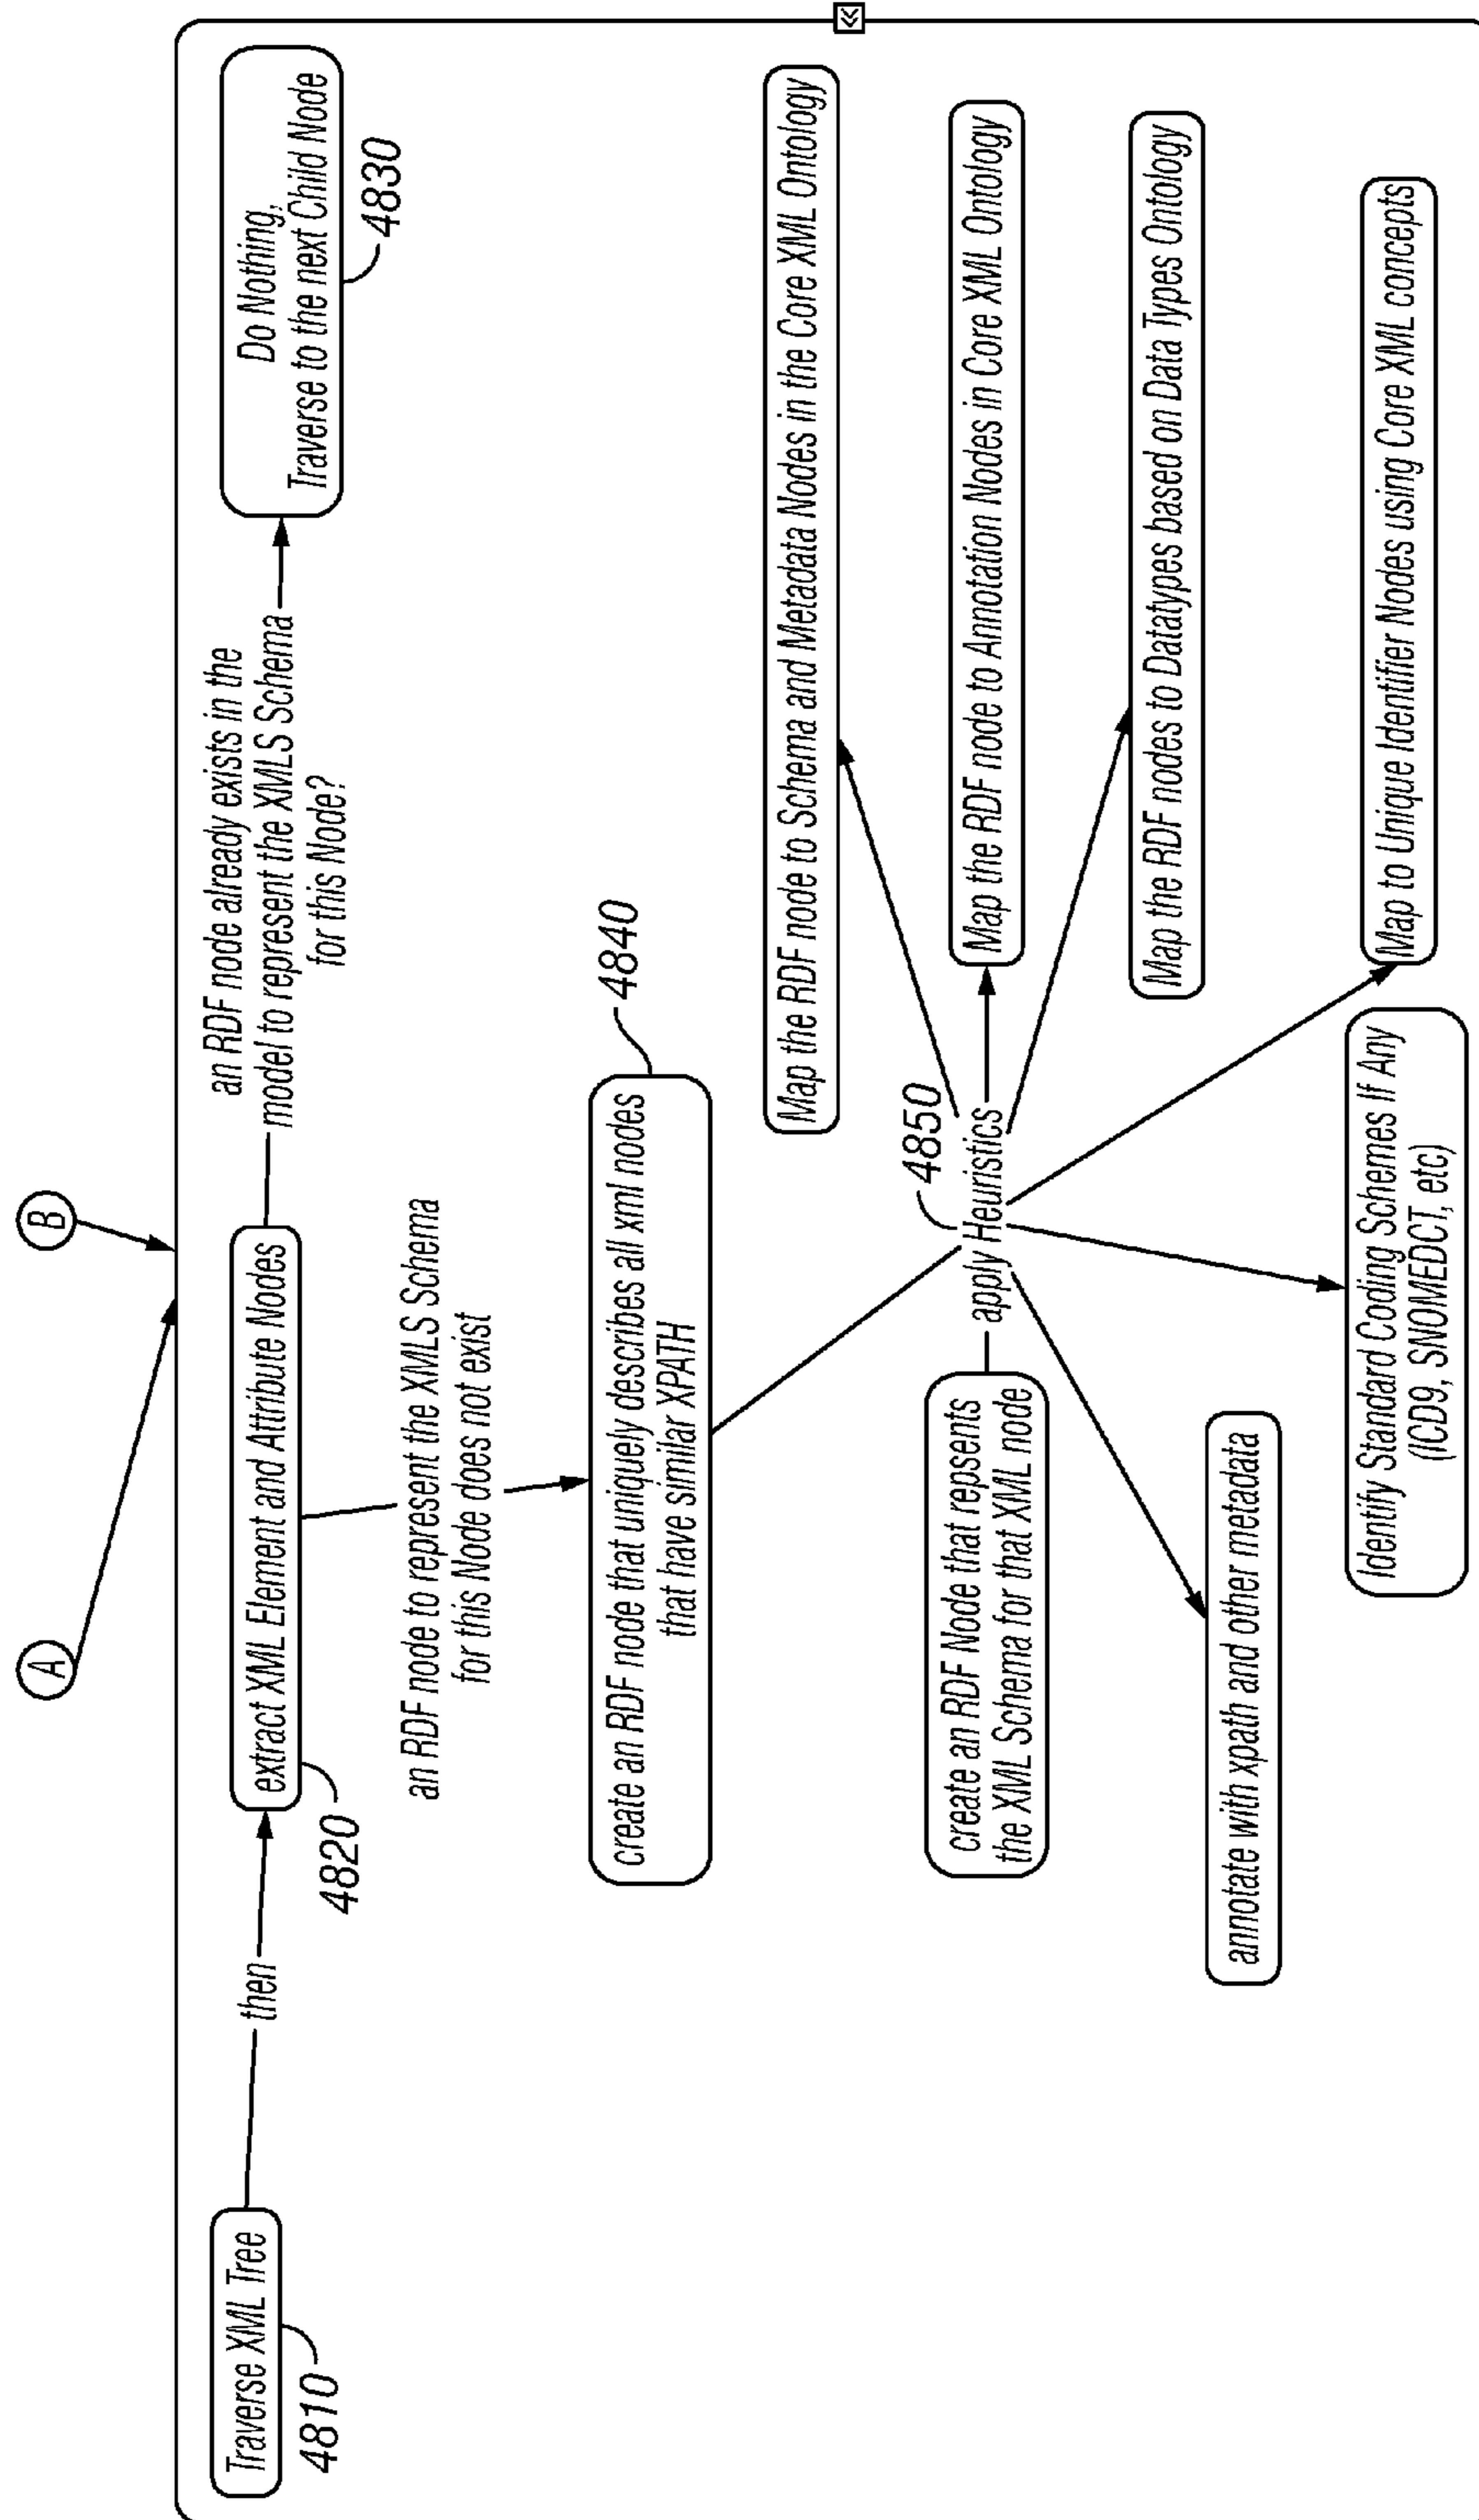 A
B
Traverse XML Tree
4810
then
extract XML Element and Attribute Nodes
4820
an RDF node already exists in the
model to represent the XMLS Schema
for this Node?
Do Nothing,
Traverse to the next Child Node
4830
an RDF node to represent the XMLS Schema
for this Node does not exist
create an RDF node that uniquely describes all xml nodes
that have similar XPATH
4840
create an RDF Node that repsents
the XML Schema for that XML node
apply Heuristics
4850
Map the RDF node to Schema and Metadata Nodes in the Core XML Ontology
Map the RDF node to Annotation Nodes in Core XML Ontology
Map the RDF nodes to Datatypes based on Data Types Ontology
Map to Unique Identifier Nodes using Core XML concepts
annotate with xpath and other metadata
Identify Standard Coding Schemes If Any
(ICD9, SNOMEDCT, etc)